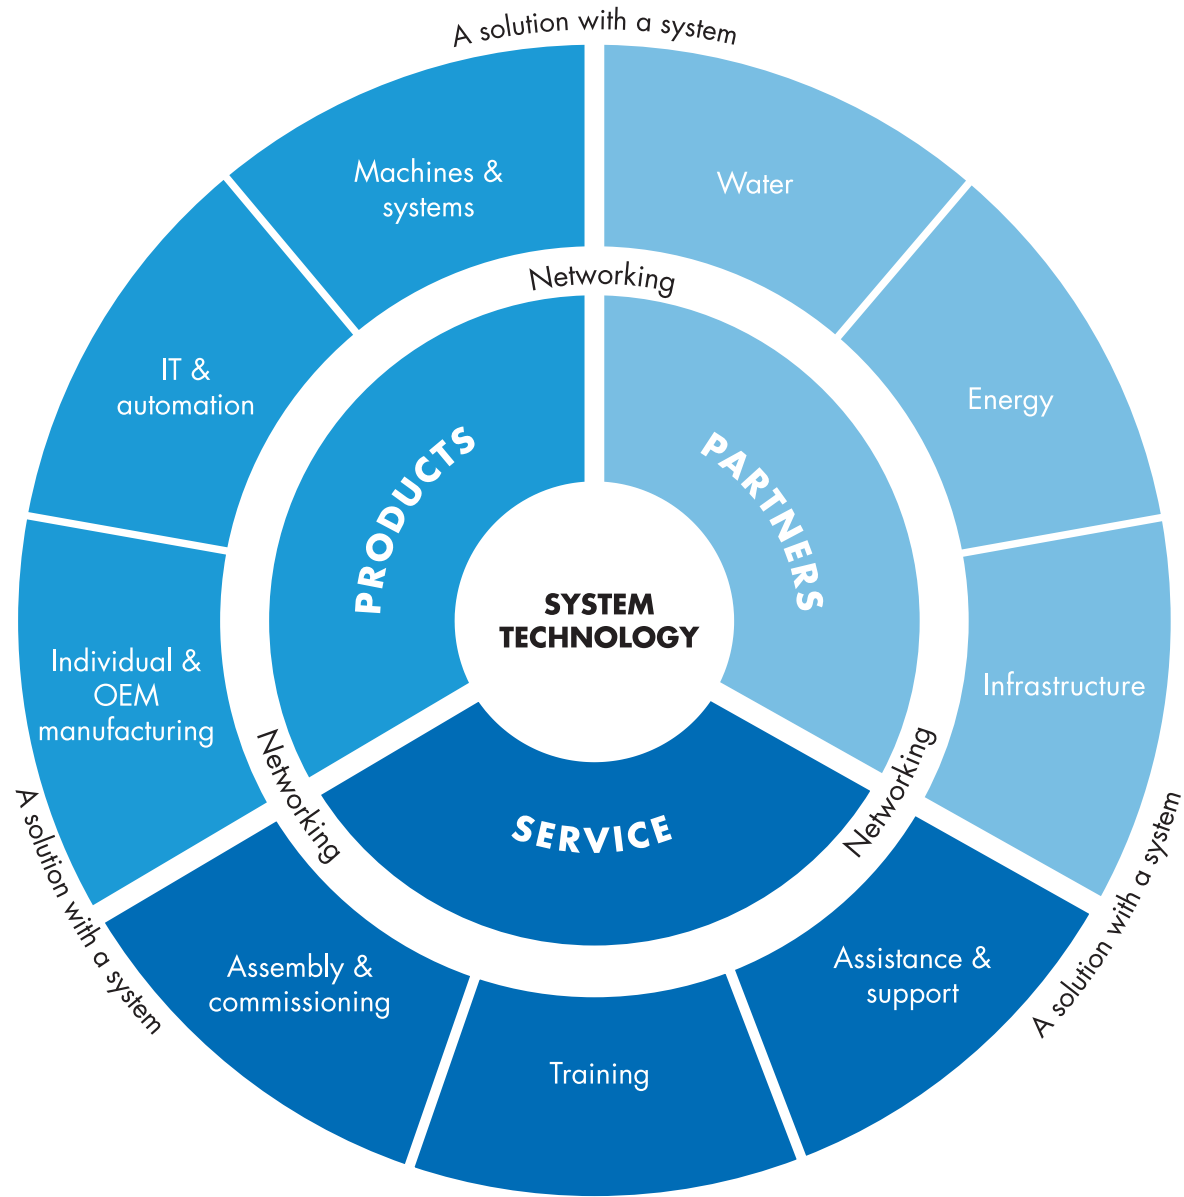 A solution with a system
Machines &
systems
Water
Networking
IT &
automation
Energy
PRODUCTS
PARTNERS
SYSTEM
TECHNOLOGY
Individual &
OEM
manufacturing
Infrastructure
Networking
Networking
SERVICE
A solution with a system
A solution with a system
Assembly &
commissioning
Assistance &
support
Training